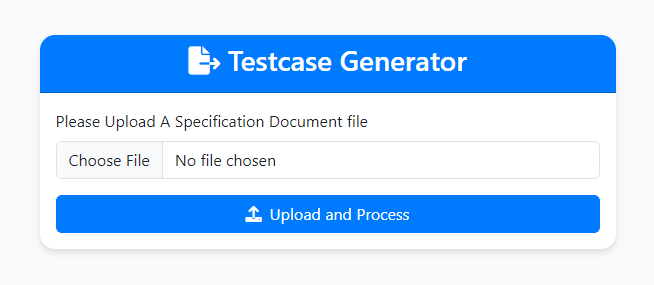 Testcase Generator
Please Upload A Specification Document file
Choose File No file chosen
Upload and Process